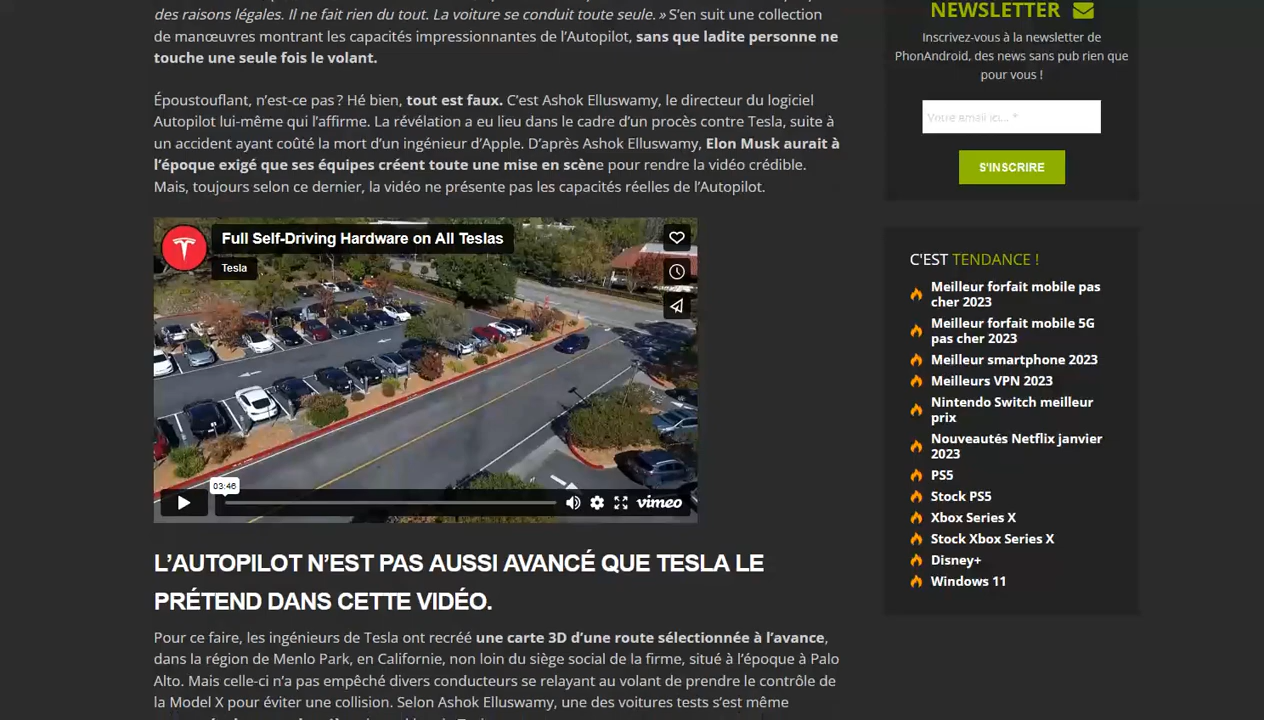 des raisons légales. Il ne fait rien du tout. La voiture se conduit toute seule. » S’en suit une collection
de manœuvres montrant les capacités impressionnantes de l’Autopilot, sans que ladite personne ne
touche une seule fois le volant.
Époustouflant, n’est-ce pas ? Hé bien, tout est faux. C’est Ashok Elluswamy, le directeur du logiciel
Autopilot lui-même qui l’affirme. La révélation a eu lieu dans le cadre d’un procès contre Tesla, suite à
un accident ayant coûté la mort d’un ingénieur d’Apple. D’après Ashok Elluswamy, Elon Musk aurait à
l’époque exigé que ses équipes créent toute une mise en scène pour rendre la vidéo crédible.
Mais, toujours selon ce dernier, la vidéo ne présente pas les capacités réelles de l’Autopilot.
Full Self-Driving Hardware on All Teslas
Tesla
03:46
vimeo
L’AUTOPILOT N’EST PAS AUSSI AVANCÉ QUE TESLA LE
PRÉTEND DANS CETTE VIDÉO.
Pour ce faire, les ingénieurs de Tesla ont recréé une carte 3D d’une route sélectionnée à l’avance,
dans la région de Menlo Park, en Californie, non loin du siège social de la firme, situé à l’époque à Palo
Alto. Mais celle-ci n’a pas empêché divers conducteurs se relayant au volant de prendre le contrôle de
la Model X pour éviter une collision. Selon Ashok Elluswamy, une des voitures tests s’est même
NEWSLETTER
Inscrivez-vous à la newsletter de
PhonAndroid, des news sans pub rien que
pour vous !
Votre email ici... *
S'INSCRIRE
C'EST TENDANCE !
Meilleur forfait mobile pas
cher 2023
Meilleur forfait mobile 5G
pas cher 2023
Meilleur smartphone 2023
Meilleurs VPN 2023
Nintendo Switch meilleur
prix
Nouveautés Netflix janvier
2023
PS5
Stock PS5
Xbox Series X
Stock Xbox Series X
Disney+
Windows 11